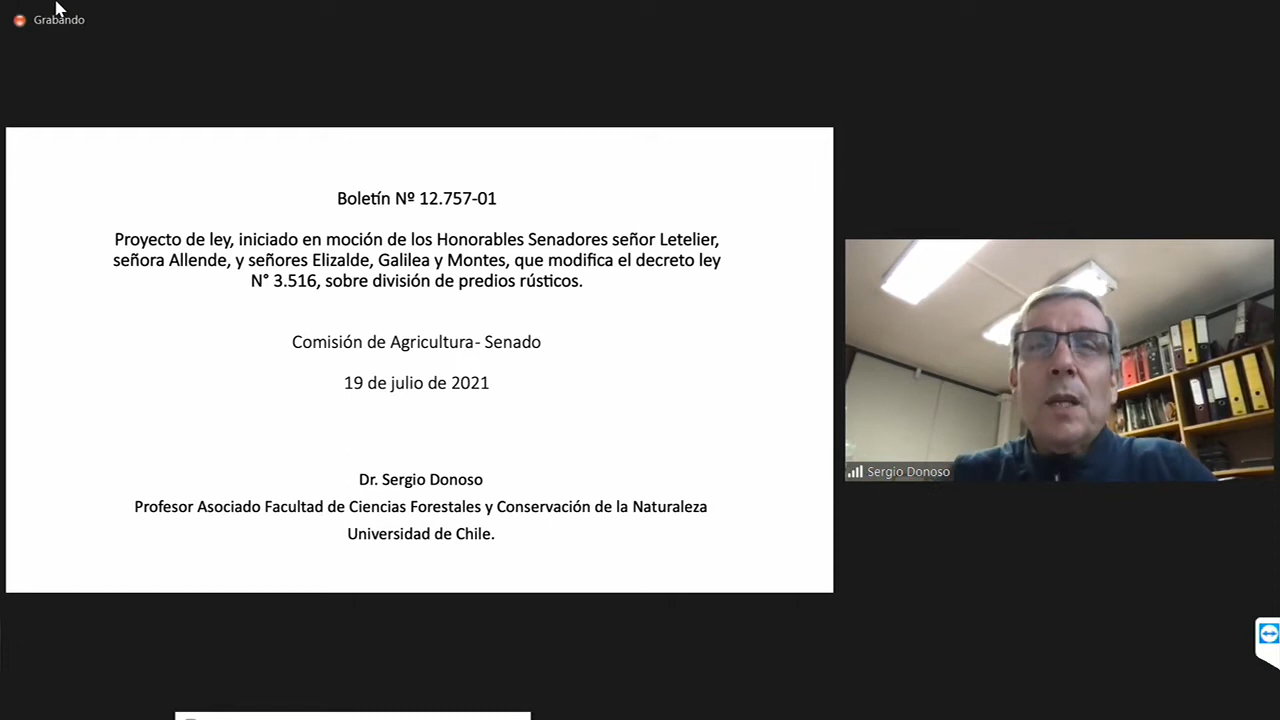 Grabando
Boletín Nº 12.757-01
Proyecto de ley, iniciado en moción de los Honorables Senadores señor Letelier,
señora Allende, y señores Elizalde, Galilea y Montes, que modifica el decreto ley
N° 3.516, sobre división de predios rústicos.
Comisión de Agricultura- Senado
19 de julio de 2021
Dr. Sergio Donoso
Profesor Asociado Facultad de Ciencias Forestales y Conservación de la Naturaleza
Universidad de Chile.
Sergio Donoso